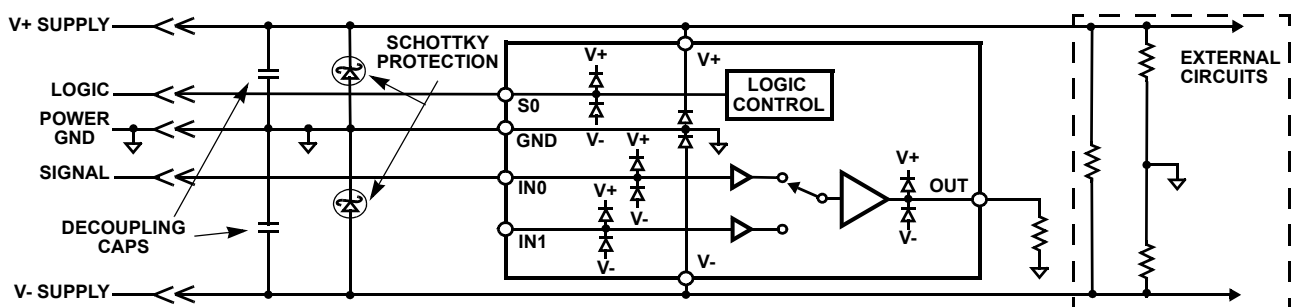 V+ SUPPLY
LOGIC
POWER
GND
SIGNAL
DECOUPLING
CAPS
V- SUPPLY
SCHOTTKY
PROTECTION
V+
V-
S0
GND
IN0
IN1
V+
V-
V+
V-
LOGIC
CONTROL
V+
V-
V+
OUT
V-
EXTERNAL
CIRCUITS